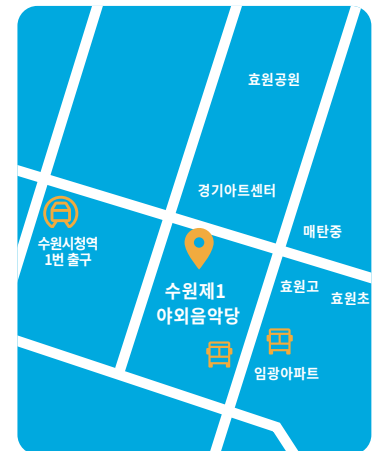 효원공원
경기아트센터
매탄중
수원시청역
1번 출구
수원제1
야외음악당
효원고
효원초
임광아파트